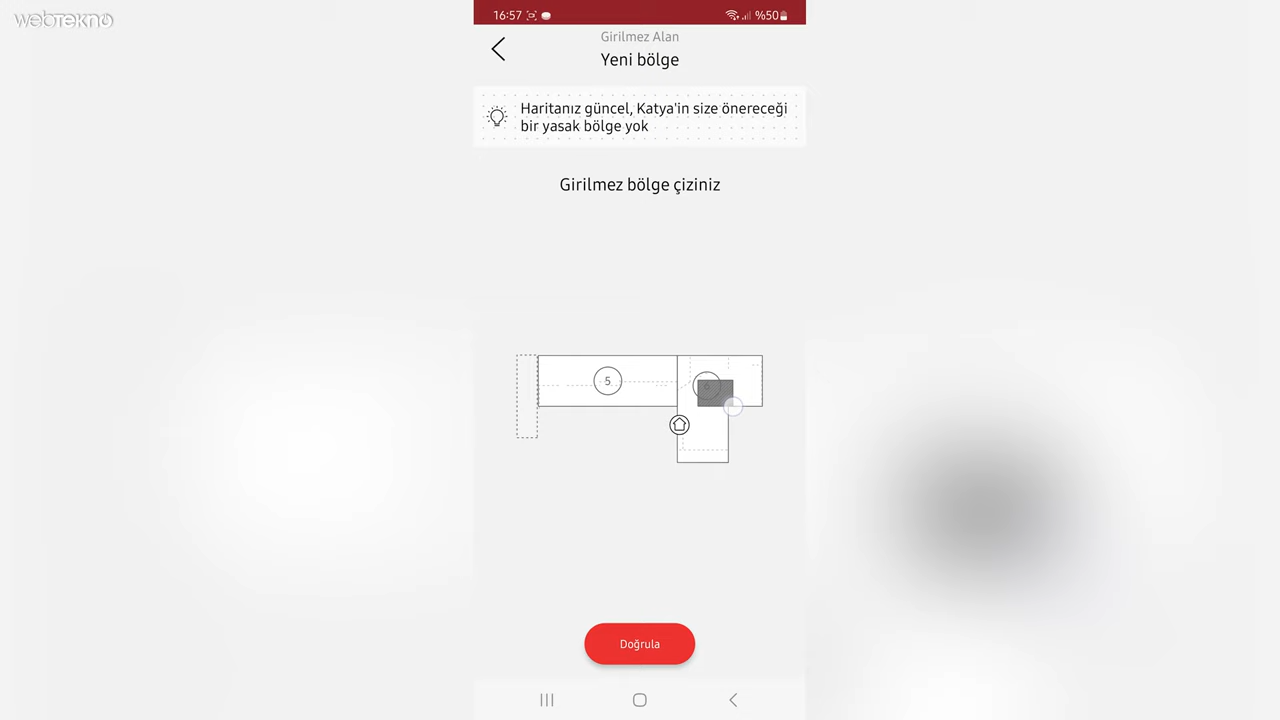 webtekno
16:57
%50
Girilmez Alan
Yeni bölge
Haritanız güncel, Katya'in size önereceği
bir yasak bölge yok
Girilmez bölge çiziniz
5
6
Doğrula